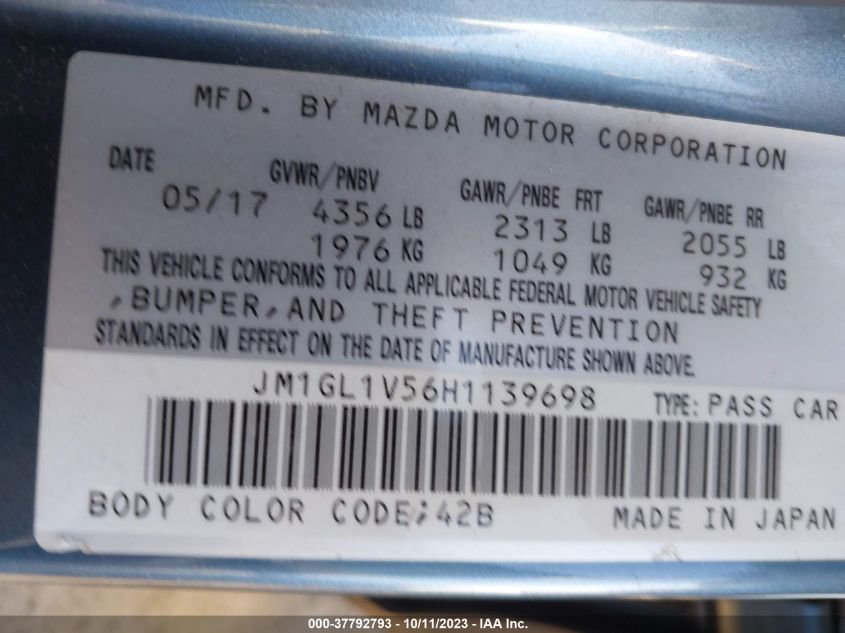 MFD. BY MAZDA MOTOR CORPORATION
DATE GVWR/PNBV GAWR/PNBE FRT GAWR/PNBE RR
05/17 4356 LB 2313 LB 2055 LB
1976 KG 1049 KG 932 KG
THIS VEHICLE CONFORMS TO ALL APPLICABLE FEDERAL MOTOR VEHICLE SAFETY
, BUMPER, AND THEFT PREVENTION
STANDARDS IN EFFECT ON THE DATE OF MANUFACTURE SHOWN ABOVE.
JM1GL1V56H1139698 TYPE: PASS CAR
BODY COLOR CODE;42B MADE IN JAPAN
000-37792793 - 10/11/2023 - IAA Inc.